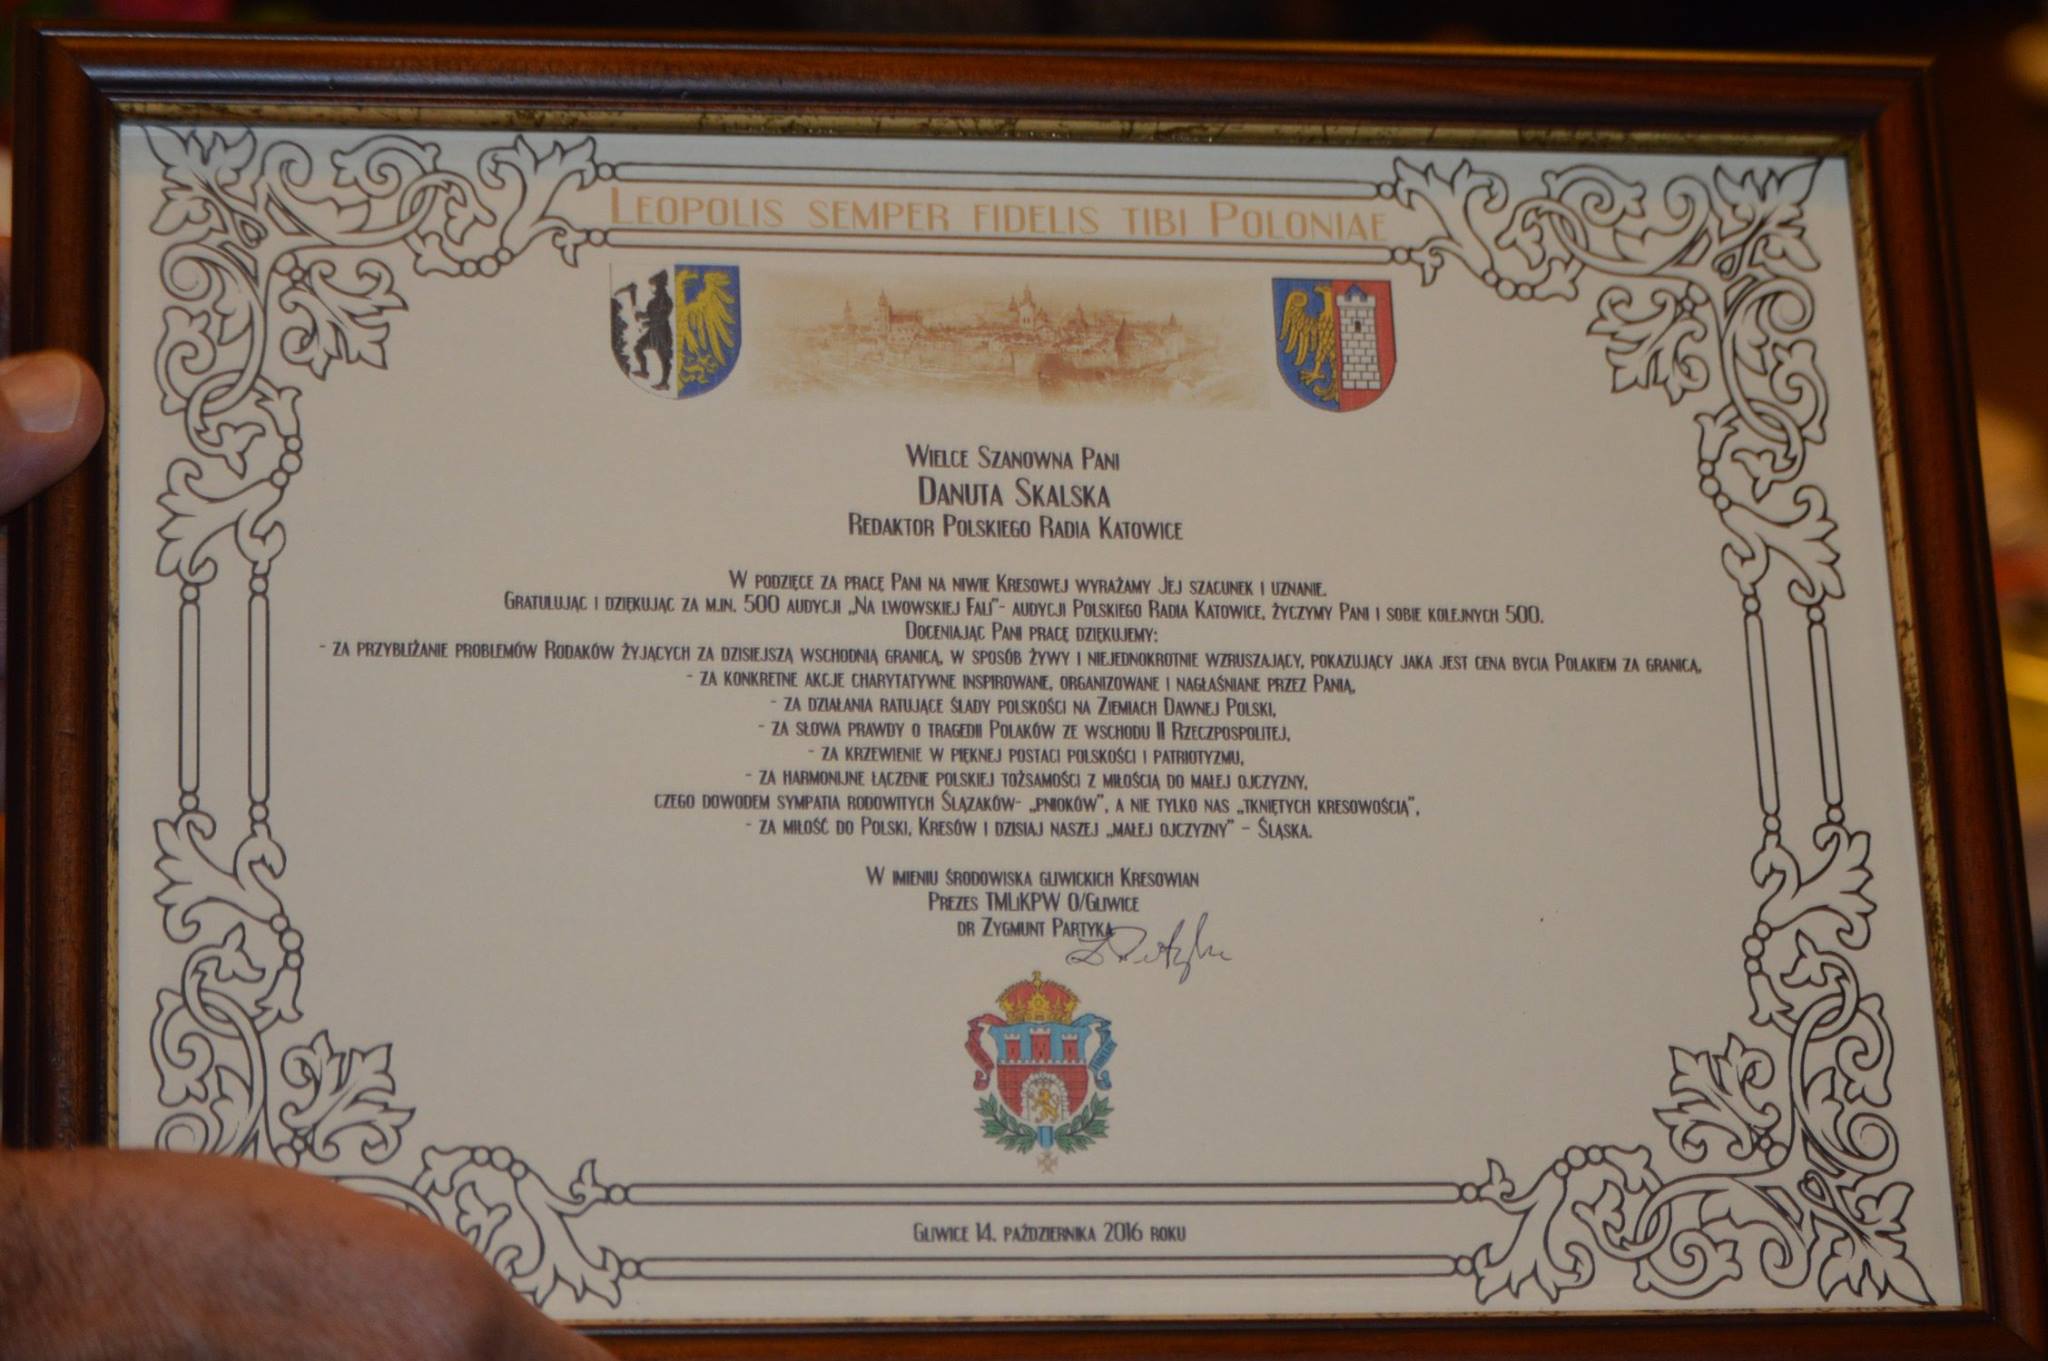 Leopolis semper fidelis tibi Poloniae
Wielce Szanowna Pani
Danuta Skalska
Redaktor Polskiego Radia Katowice
W podzięce za pracę Pani na niwie Kresowej wyrażamy Jej szacunek i uznanie.
Gratulując i dziękując za m.in. 500 audycji „Na lwowskiej Fali”- audycji Polskiego Radia Katowice, życzymy Pani i sobie kolejnych 500.
Doceniając Pani pracę dziękujemy:
- za przybliżanie problemów Rodaków żyjących za dzisiejszą wschodnią granicą, w sposób żywy i niejednokrotnie wzruszający, pokazujący jaka jest cena bycia Polakiem za granicą,
- za konkretne akcje charytatywne inspirowane, organizowane i nagłaśniane przez Panią,
- za działania ratujące ślady polskości na Ziemiach Dawnej Polski,
- za słowa prawdy o tragedii Polaków ze wschodu II Rzeczpospolitej,
- za krzewienie w pięknej postaci polskości i patriotyzmu,
- za harmonijne łączenie polskiej tożsamości z miłością do małej ojczyzny,
czego dowodem sympatia rodowitych Ślązaków- „pnioków”, a nie tylko nas „tkniętych kresowością”,
- za miłość do Polski, Kresów i dzisiaj naszej „małej ojczyzny” - Śląska.
W imieniu środowiska gliwickich Kresowian
Prezes TMLiKPW O/Gliwice
dr Zygmunt Partyka
Gliwice 14. października 2016 roku